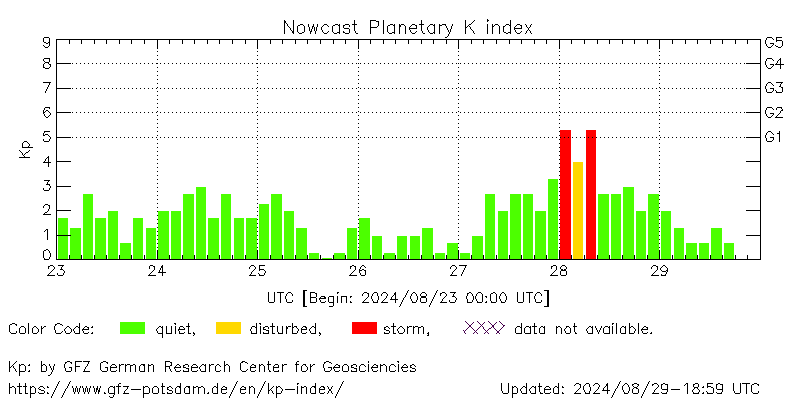 Nowcast Planetary K index
9 G5
8 G4
7 G3
6 G2
5 G1
4
3
2
1
0
Kp
23 24 25 26 27 28 29
UTC [Begin: 2024/08/23 00:00 UTC]
Color Code: quiet, disturbed, storm, data not available.
Kp: by GFZ German Research Center for Geosciencies
https://www.gfz-potsdam.de/en/kp-index/ Updated: 2024/08/29-18:59 UTC